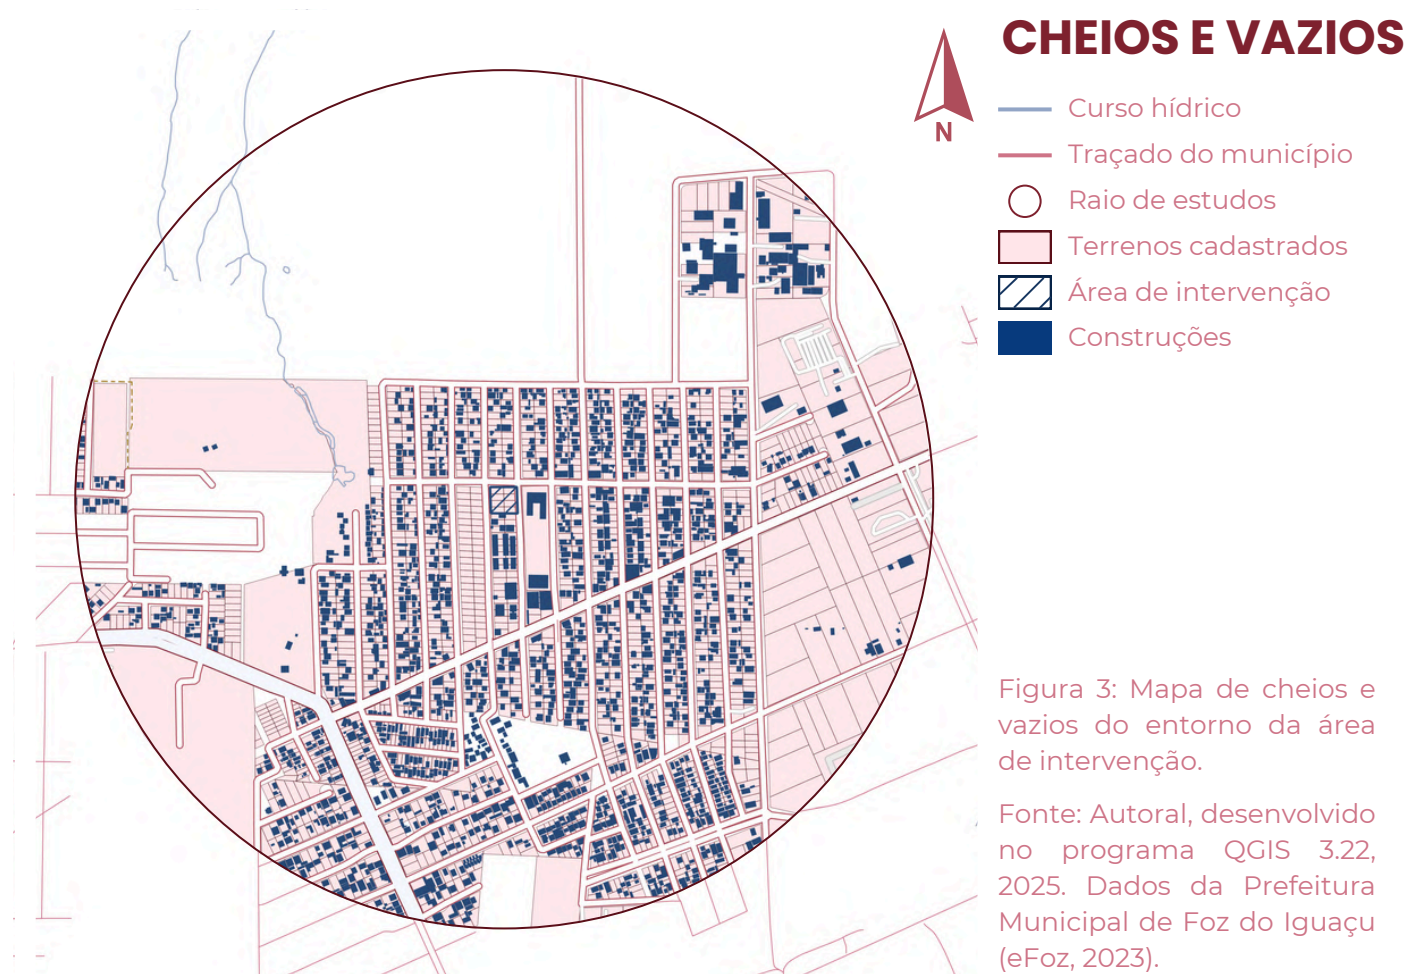 CHEIOS E VAZIOS
N
Curso hídrico
Traçado do município
Raio de estudos
Terrenos cadastrados
Área de intervenção
Construções
Figura 3: Mapa de cheios e
vazios do entorno da área
de intervenção.
Fonte: Autoral, desenvolvido
no programa QGIS 3.22,
2025. Dados da Prefeitura
Municipal de Foz do Iguaçu
(eFoz, 2023).